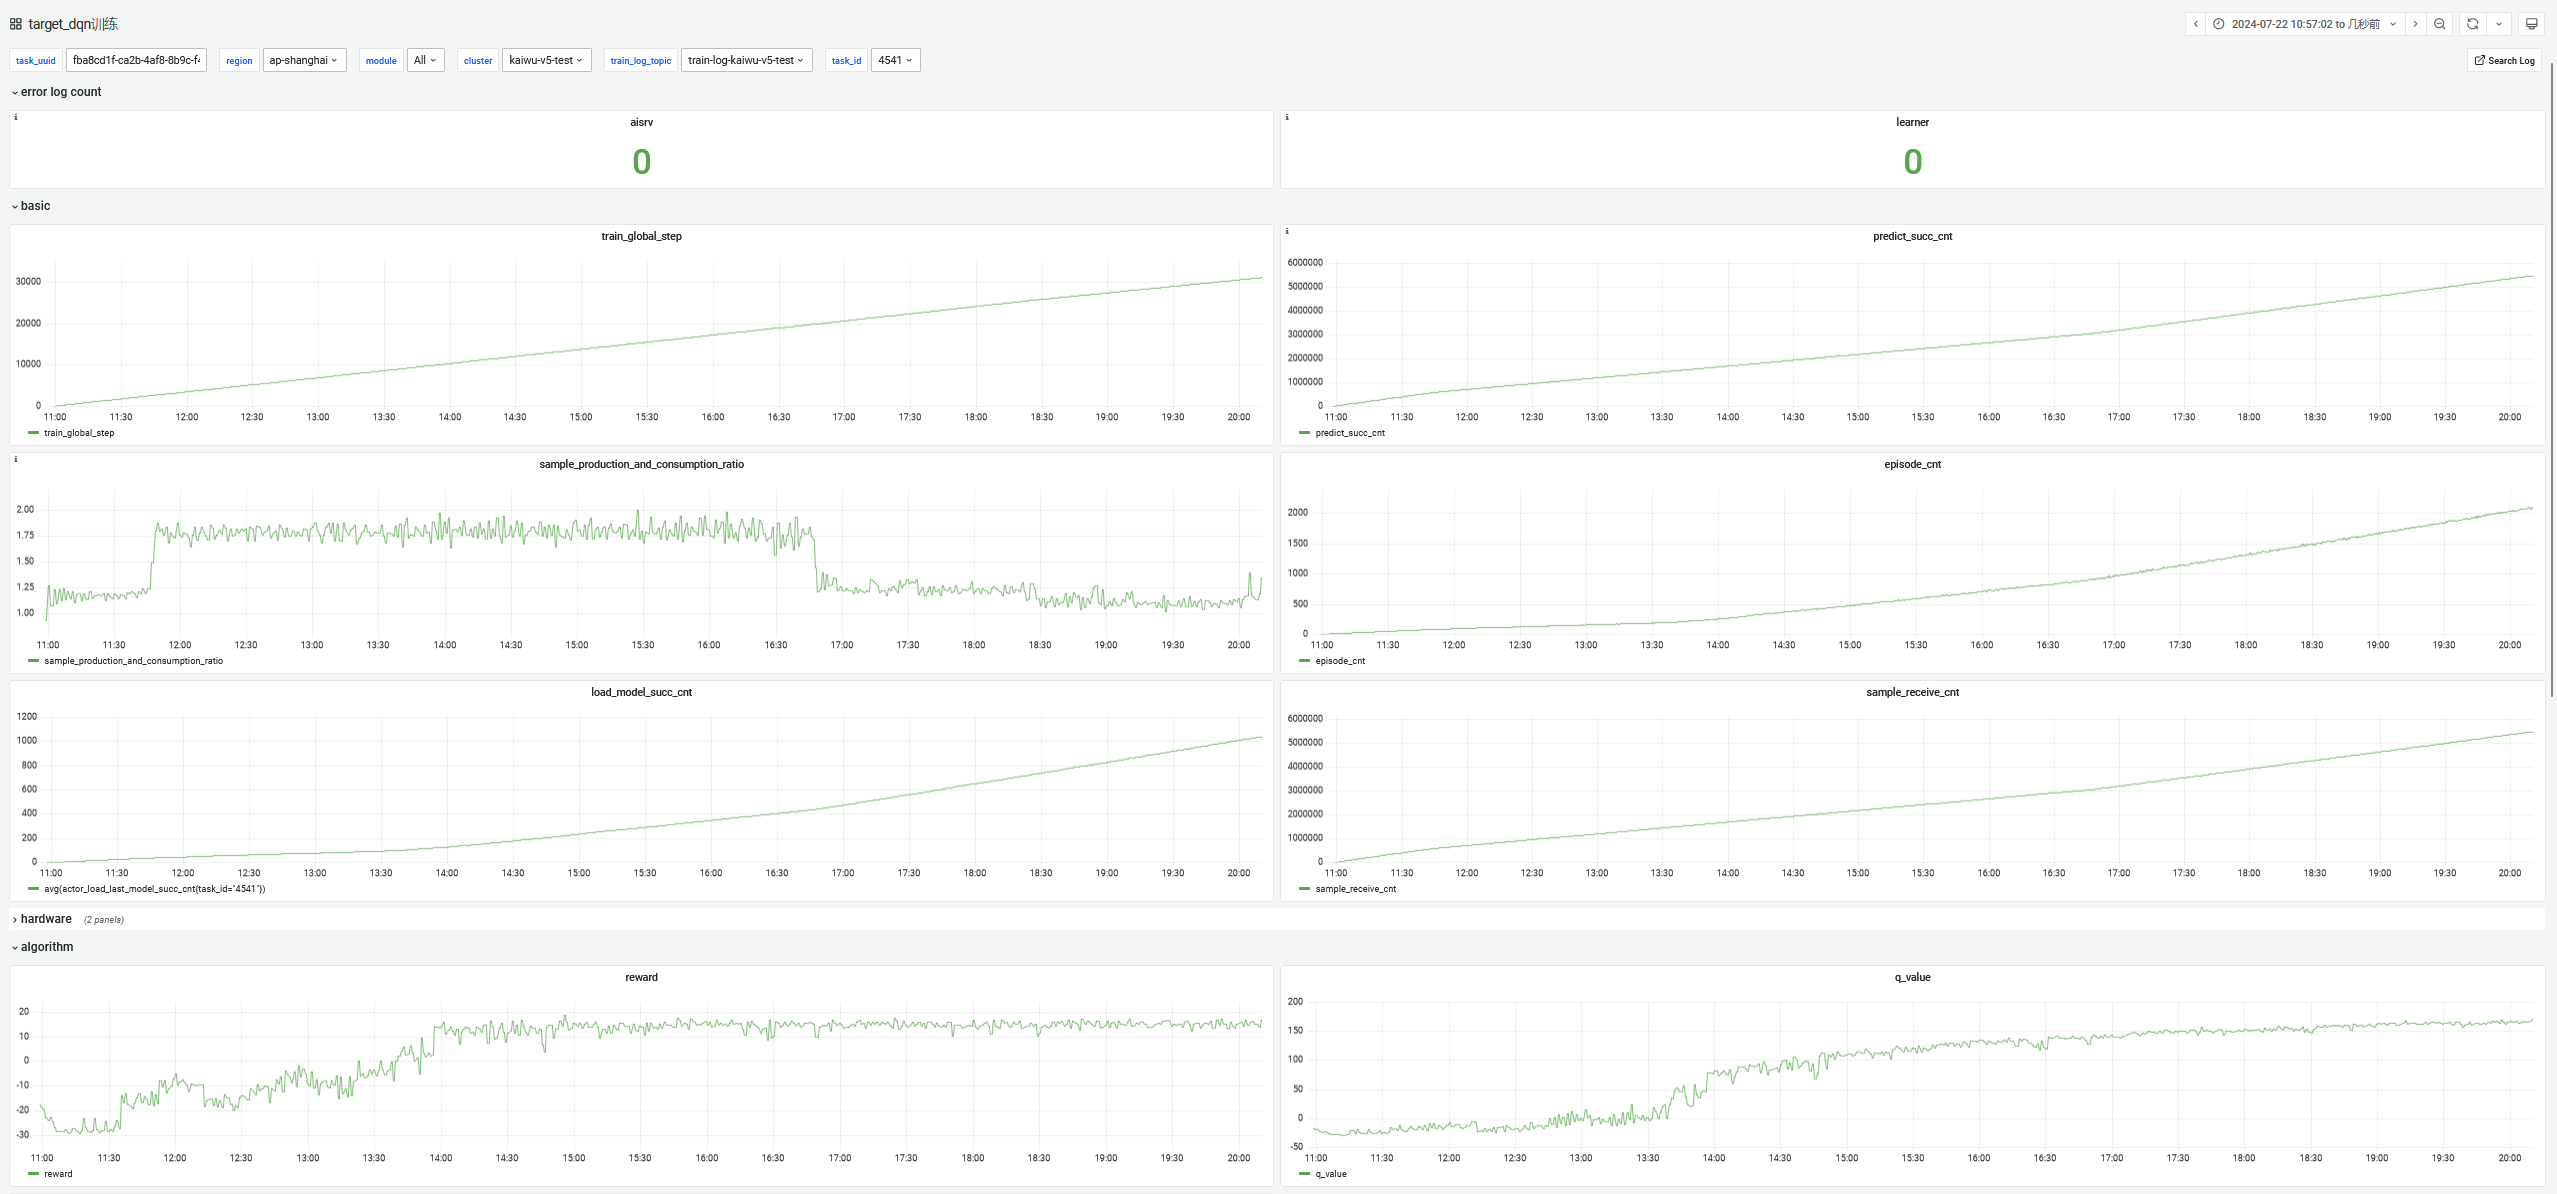 target_dqn训练
2024-07-22 10:57:02 to 几秒前
task_uuid fba8cd1f-ca2b-4af8-8b9c-f4 region ap-shanghai module All cluster kaiwu-v5-test train_log_topic train-log-kaiwu-v5-test task_id 4541 Search Log
error log count
aisrv
0
learner
0
basic
train_global_step
30000
20000
10000
0
11:00 11:30 12:00 12:30 13:00 13:30 14:00 14:30 15:00 15:30 16:00 16:30 17:00 17:30 18:00 18:30 19:00 19:30 20:00
train_global_step
predict_succ_cnt
6000000
5000000
4000000
3000000
2000000
1000000
0
11:00 11:30 12:00 12:30 13:00 13:30 14:00 14:30 15:00 15:30 16:00 16:30 17:00 17:30 18:00 18:30 19:00 19:30 20:00
predict_succ_cnt
sample_production_and_consumption_ratio
2.00
1.75
1.50
1.25
1.00
11:00 11:30 12:00 12:30 13:00 13:30 14:00 14:30 15:00 15:30 16:00 16:30 17:00 17:30 18:00 18:30 19:00 19:30 20:00
sample_production_and_consumption_ratio
episode_cnt
2000
1500
1000
500
0
11:00 11:30 12:00 12:30 13:00 13:30 14:00 14:30 15:00 15:30 16:00 16:30 17:00 17:30 18:00 18:30 19:00 19:30 20:00
episode_cnt
load_model_succ_cnt
1200
1000
800
600
400
200
0
11:00 11:30 12:00 12:30 13:00 13:30 14:00 14:30 15:00 15:30 16:00 16:30 17:00 17:30 18:00 18:30 19:00 19:30 20:00
avg(actor_load_last_model_succ_cnt{task_id="4541"})
sample_receive_cnt
6000000
5000000
4000000
3000000
2000000
1000000
0
11:00 11:30 12:00 12:30 13:00 13:30 14:00 14:30 15:00 15:30 16:00 16:30 17:00 17:30 18:00 18:30 19:00 19:30 20:00
sample_receive_cnt
hardware (2 panels)
algorithm
reward
20
10
0
-10
-20
-30
11:00 11:30 12:00 12:30 13:00 13:30 14:00 14:30 15:00 15:30 16:00 16:30 17:00 17:30 18:00 18:30 19:00 19:30 20:00
reward
q_value
200
150
100
50
0
-50
11:00 11:30 12:00 12:30 13:00 13:30 14:00 14:30 15:00 15:30 16:00 16:30 17:00 17:30 18:00 18:30 19:00 19:30 20:00
q_value